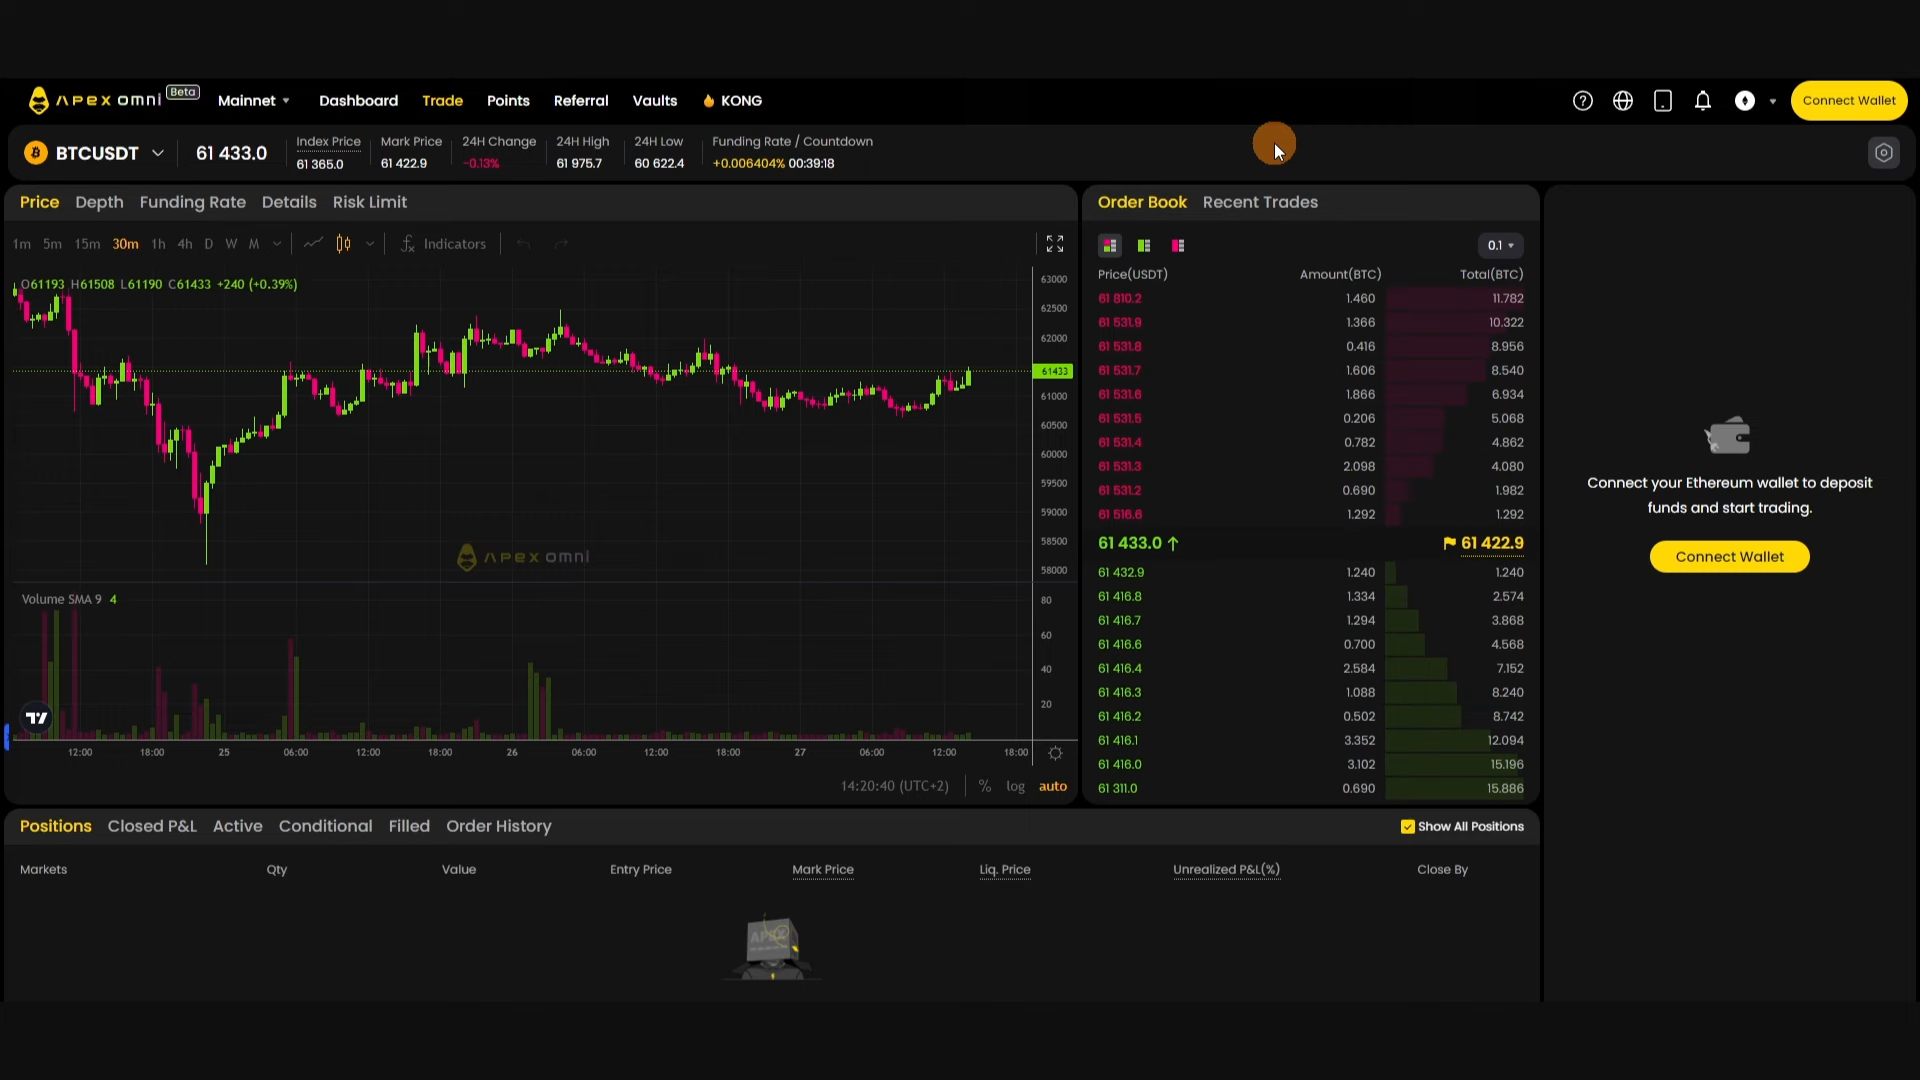 APEX omni Beta Mainnet Dashboard Trade Points Referral Vaults KONG Connect Wallet
BTCUSDT 61 433.0
Index Price 61 365.0
Mark Price 61 422.9
24H Change -0.13%
24H High 61 975.7
24H Low 60 622.4
Funding Rate / Countdown +0.006404% 00:39:18
Price Depth Funding Rate Details Risk Limit
1m 5m 15m 30m 1h 4h D W M Indicators
O61193 H61508 L61190 C61433 +240 (+0.39%)
63000
62500
62000
61433
61000
60500
60000
59500
59000
58500
58000
APEX omni
Volume SMA 9 4
80
60
40
20
12:00 18:00 25 06:00 12:00 18:00 26 06:00 12:00 18:00 27 06:00 12:00 18:00
14:20:40 (UTC+2) % log auto
Order Book Recent Trades
0.1
Price(USDT) Amount(BTC) Total(BTC)
61 810.2 1.460 11.782
61 531.9 1.366 10.322
61 531.8 0.416 8.956
61 531.7 1.606 8.540
61 531.6 1.866 6.934
61 531.5 0.206 5.068
61 531.4 0.782 4.862
61 531.3 2.098 4.080
61 531.2 0.690 1.982
61 516.6 1.292 1.292
61 433.0 ↑ 61 422.9
61 432.9 1.240 1.240
61 416.8 1.334 2.574
61 416.7 1.294 3.868
61 416.6 0.700 4.568
61 416.4 2.584 7.152
61 416.3 1.088 8.240
61 416.2 0.502 8.742
61 416.1 3.352 12.094
61 416.0 3.102 15.196
61 311.0 0.690 15.886
Connect your Ethereum wallet to deposit
funds and start trading.
Connect Wallet
Positions Closed P&L Active Conditional Filled Order History Show All Positions
Markets Qty Value Entry Price Mark Price Liq. Price Unrealized P&L(%) Close By
APEX